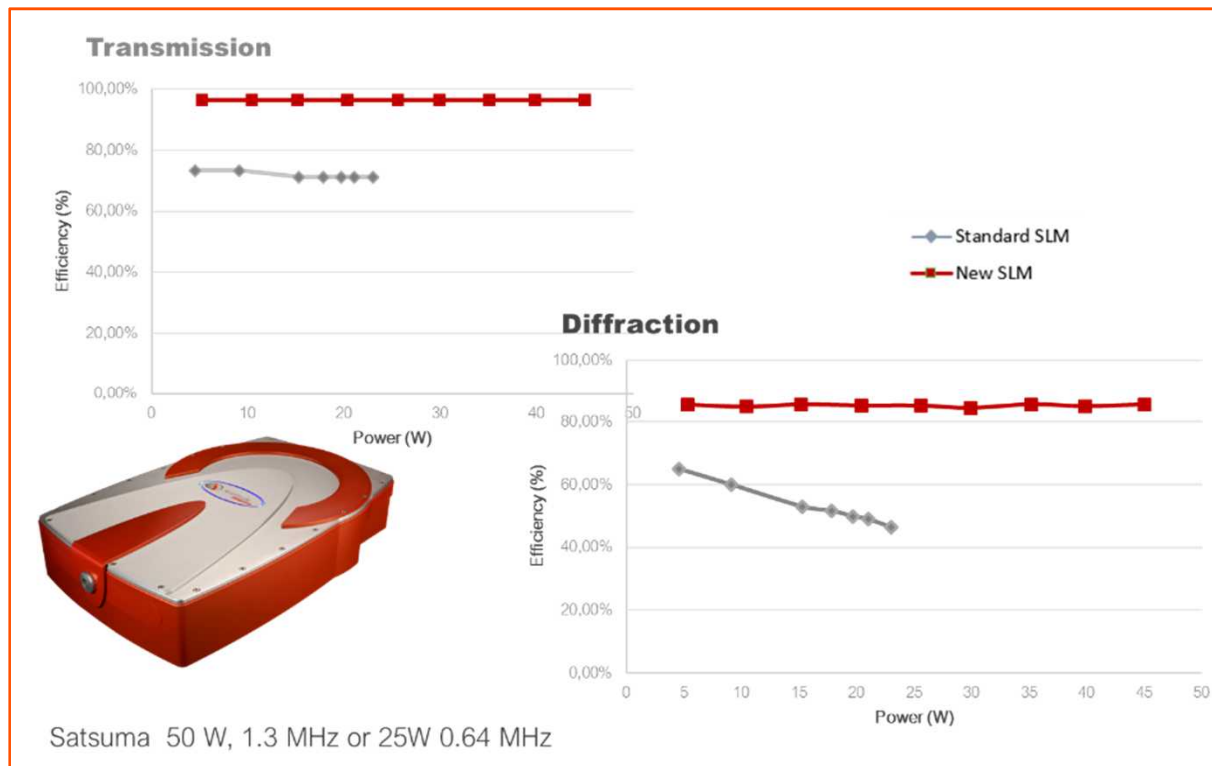 Transmission
100,00%
80,00%
60,00%
40,00%
20,00%
0,00%
Efficiency (%)
0 10 20 30 40 50
Power (W)
Standard SLM
New SLM
Diffraction
100,00%
80,00%
60,00%
40,00%
20,00%
0,00%
Efficiency (%)
0 5 10 15 20 25 30 35 40 45 50
Power (W)
Satsuma 50 W, 1.3 MHz or 25W 0.64 MHz